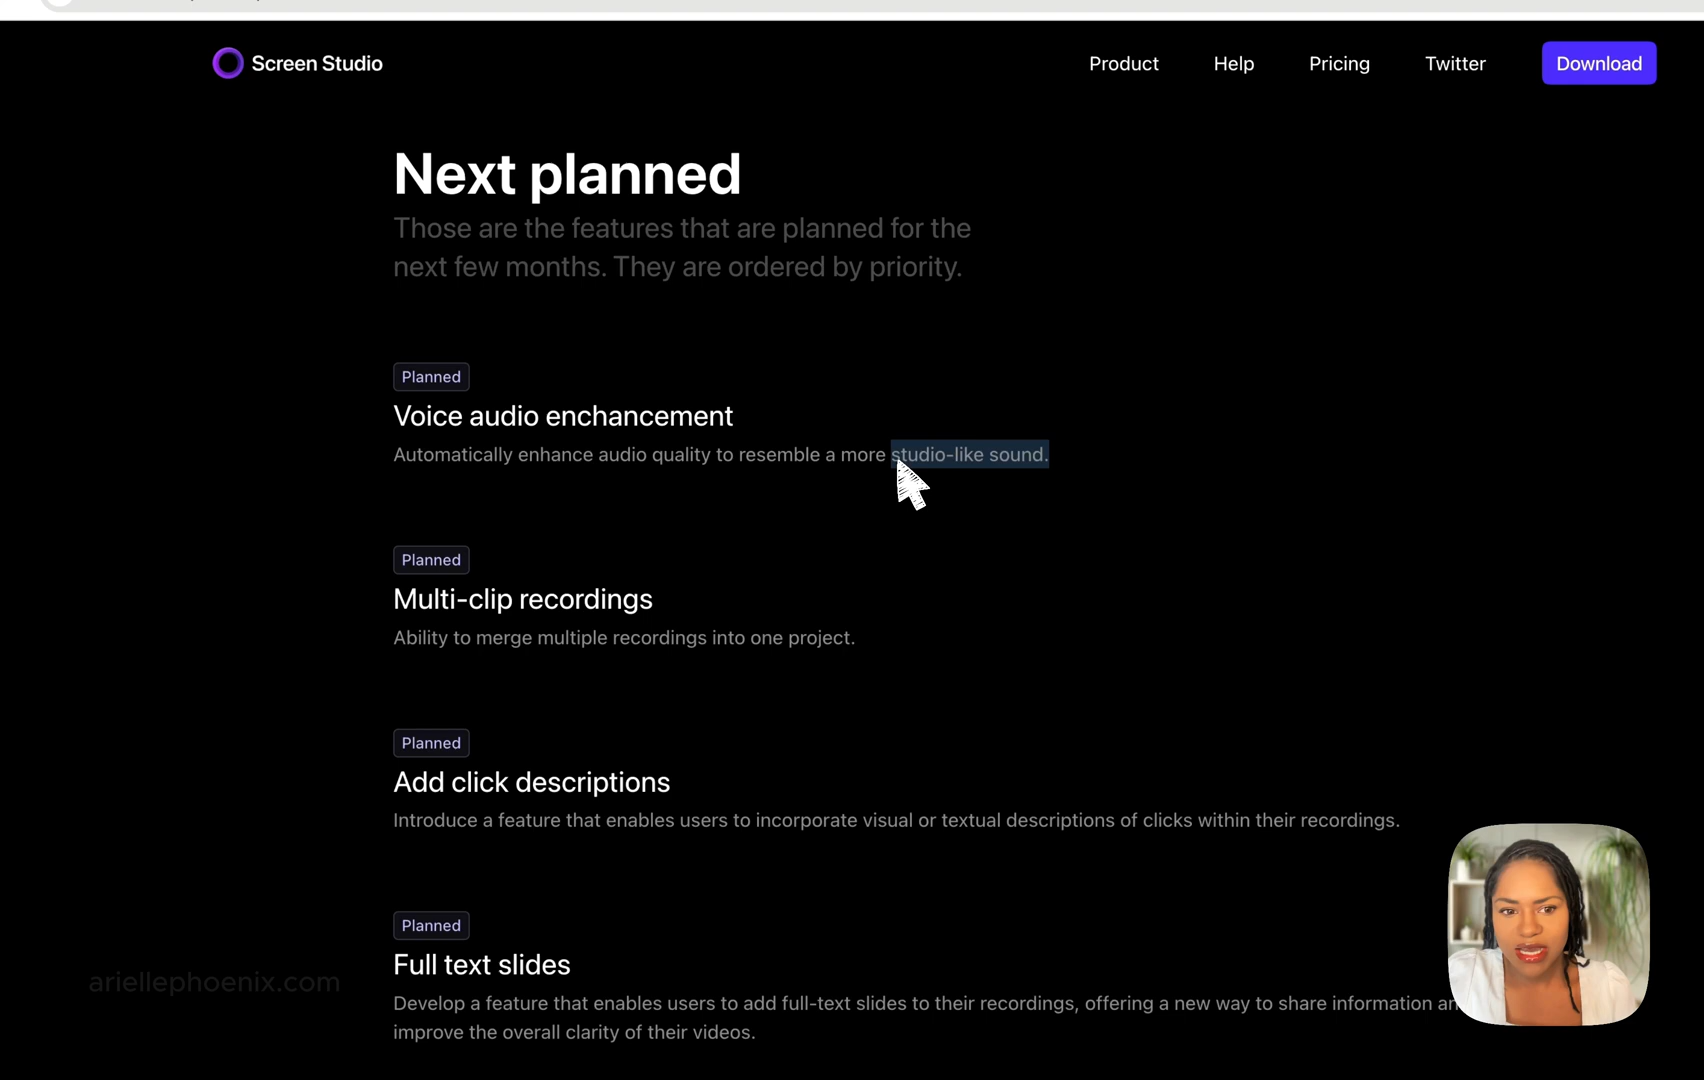 Screen Studio
Product
Help
Pricing
Twitter
Download
Next planned
Those are the features that are planned for the
next few months. They are ordered by priority.
Planned
Voice audio enchancement
Automatically enhance audio quality to resemble a more studio-like sound.
Planned
Multi-clip recordings
Ability to merge multiple recordings into one project.
Planned
Add click descriptions
Introduce a feature that enables users to incorporate visual or textual descriptions of clicks within their recordings.
Planned
Full text slides
Develop a feature that enables users to add full-text slides to their recordings, offering a new way to share information
improve the overall clarity of their videos.
ariellephoenix.com